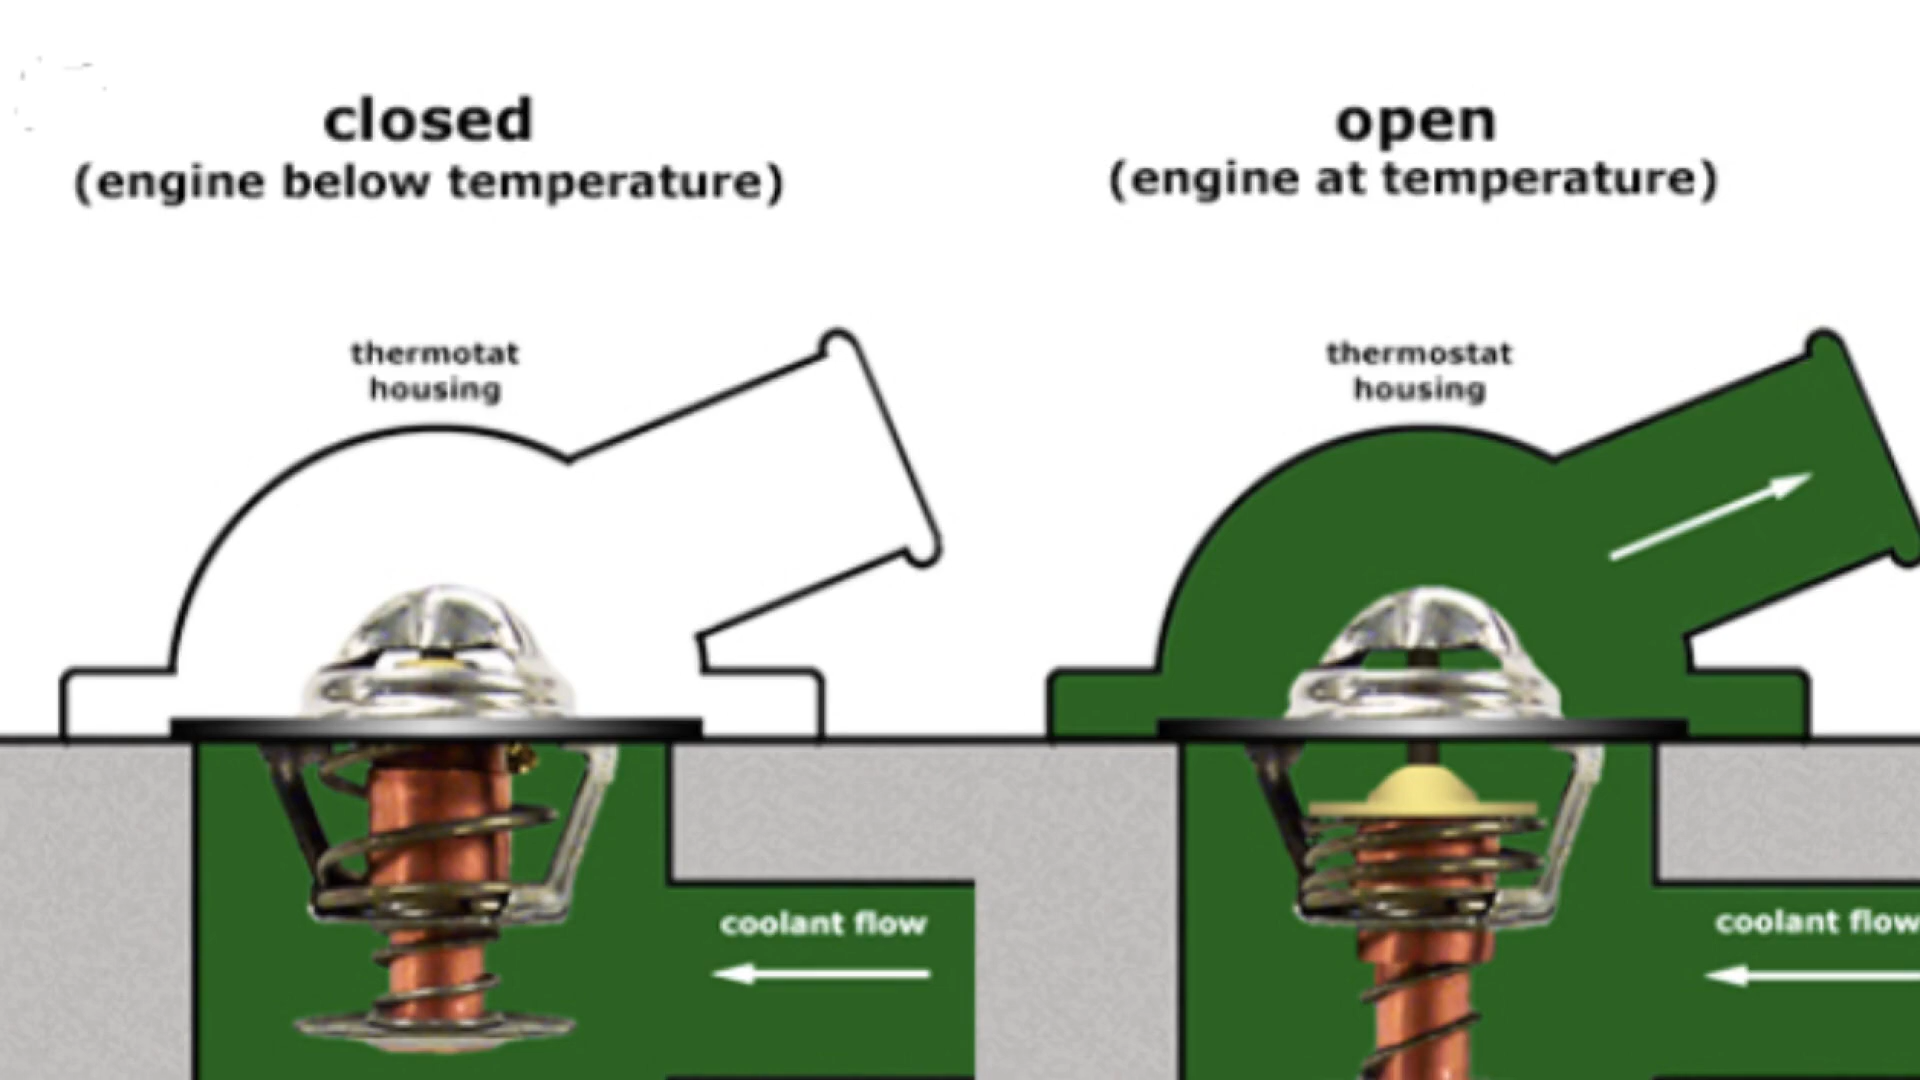 closed
(engine below temperature)
thermotat
housing
coolant flow
open
(engine at temperature)
thermostat
housing
coolant flow